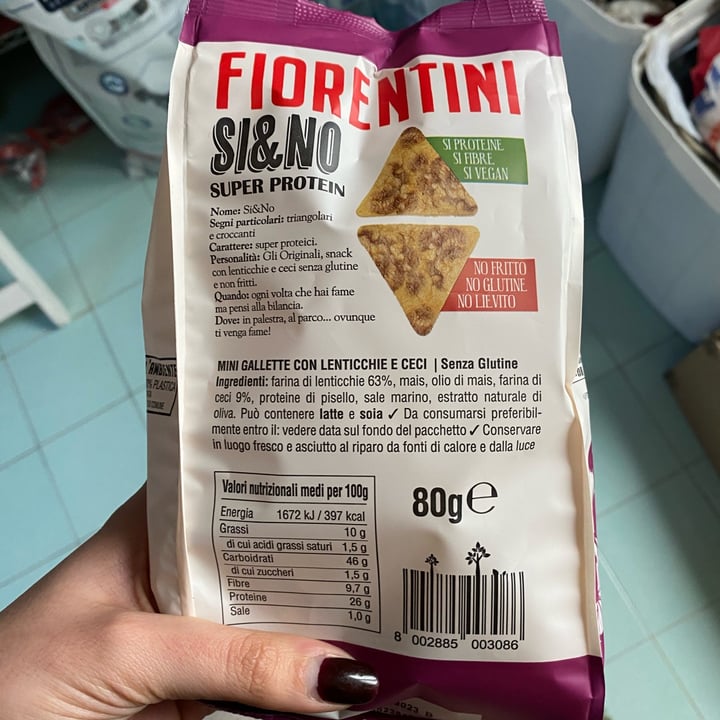 FIORENTINI
SI&NO
SUPER PROTEIN
SI PROTEINE
SI FIBRE
SI VEGAN
Nome: Si&No
Segni particolari: triangolari
e croccanti
Carattere: super proteici.
Personalità: Gli Originali, snack
con lenticchie e ceci senza glutine
e non fritti.
Quando: ogni volta che hai fame
ma pensi alla bilancia.
Dove: in palestra, al parco... ovunque
ti venga fame!
NO FRITTO
NO GLUTINE
NO LIEVITO
MINI GALLETTE CON LENTICCHIE E CECI | Senza Glutine
Ingredienti: farina di lenticchie 63%, mais, olio di mais, farina di
ceci 9%, proteine di pisello, sale marino, estratto naturale di
oliva. Può contenere latte e soia ✓ Da consumarsi preferibil-
mente entro il: vedere data sul fondo del pacchetto ✓ Conservare
in luogo fresco e asciutto al riparo da fonti di calore e dalla luce
AMBIENTE
PLASTICA
COMUNE
Valori nutrizionali medi per 100g
Energia 1672 kJ / 397 kcal
Grassi 10 g
di cui acidi grassi saturi 1,5 g
Carboidrati 46 g
di cui zuccheri 1,5 g
Fibre 9,7 g
Proteine 26 g
Sale 1,0 g
80g℮
8 002885 003086
2023 D